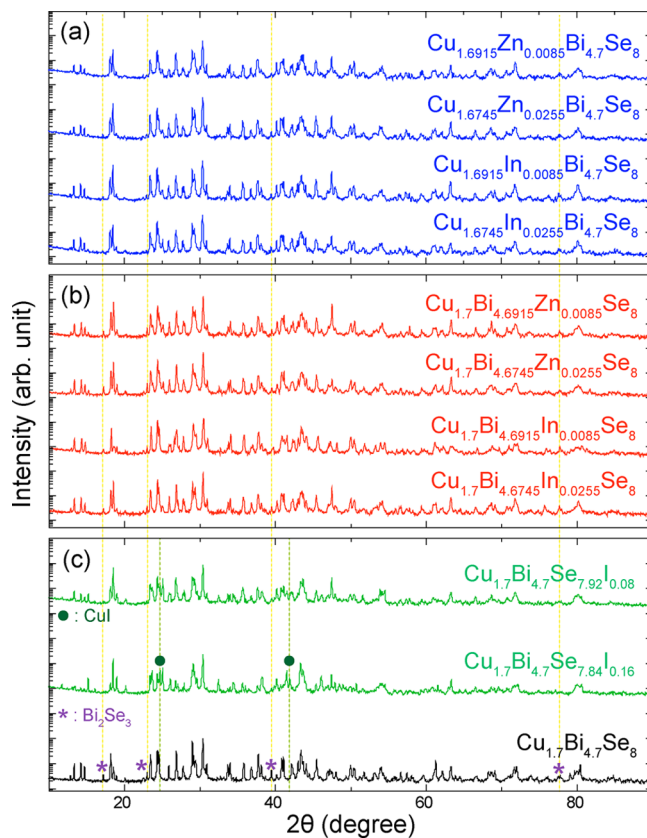 (a)
Cu₁.₆₉₁₅Zn₀.₀₀₈₅Bi₄.₇Se₈
Cu₁.₆₇₄₅Zn₀.₀₂₅₅Bi₄.₇Se₈
Cu₁.₆₉₁₅In₀.₀₀₈₅Bi₄.₇Se₈
Cu₁.₆₇₄₅In₀.₀₂₅₅Bi₄.₇Se₈
(b)
Cu₁.₇Bi₄.₆₉₁₅Zn₀.₀₀₈₅Se₈
Cu₁.₇Bi₄.₆₇₄₅Zn₀.₀₂₅₅Se₈
Cu₁.₇Bi₄.₆₉₁₅In₀.₀₀₈₅Se₈
Cu₁.₇Bi₄.₆₇₄₅In₀.₀₂₅₅Se₈
Intensity (arb. unit)
(c)
Cu₁.₇Bi₄.₇Se₇.₉₂I₀.₀₈
● : CuI
Cu₁.₇Bi₄.₇Se₇.₈₄I₀.₁₆
* : Bi₂Se₃
Cu₁.₇Bi₄.₇Se₈
* * * *
20 40 60 80
2θ (degree)